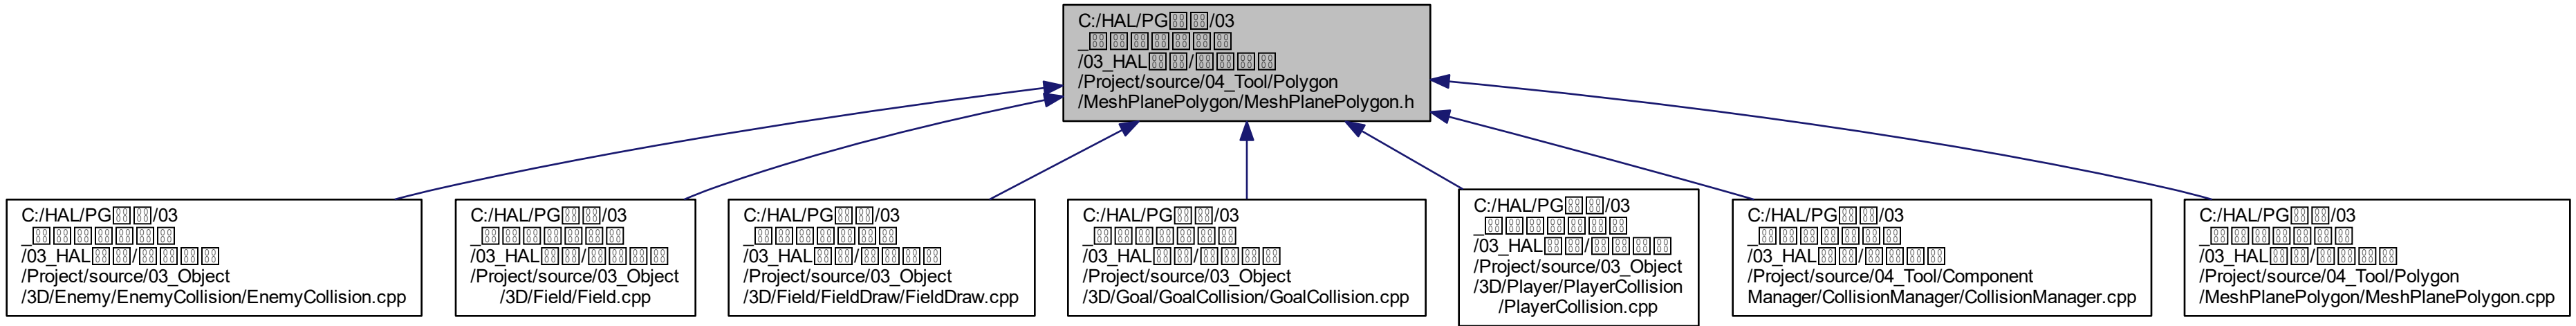 C:/HAL/PG /03
_
/03_HAL /
/Project/source/04_Tool/Polygon
/MeshPlanePolygon/MeshPlanePolygon.h
C:/HAL/PG /03
_
/03_HAL /
/Project/source/03_Object
/3D/Enemy/EnemyCollision/EnemyCollision.cpp
C:/HAL/PG /03
_
/03_HAL /
/Project/source/03_Object
/3D/Field/Field.cpp
C:/HAL/PG /03
_
/03_HAL /
/Project/source/03_Object
/3D/Field/FieldDraw/FieldDraw.cpp
C:/HAL/PG /03
_
/03_HAL /
/Project/source/03_Object
/3D/Goal/GoalCollision/GoalCollision.cpp
C:/HAL/PG /03
_
/03_HAL /
/Project/source/03_Object
/3D/Player/PlayerCollision
/PlayerCollision.cpp
C:/HAL/PG /03
_
/03_HAL /
/Project/source/04_Tool/Component
Manager/CollisionManager/CollisionManager.cpp
C:/HAL/PG /03
_
/03_HAL /
/Project/source/04_Tool/Polygon
/MeshPlanePolygon/MeshPlanePolygon.cpp